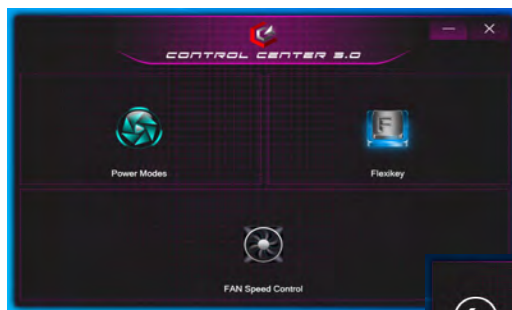 CONTROL CENTER 3.0
Power Modes
F
Flexikey
FAN Speed Control